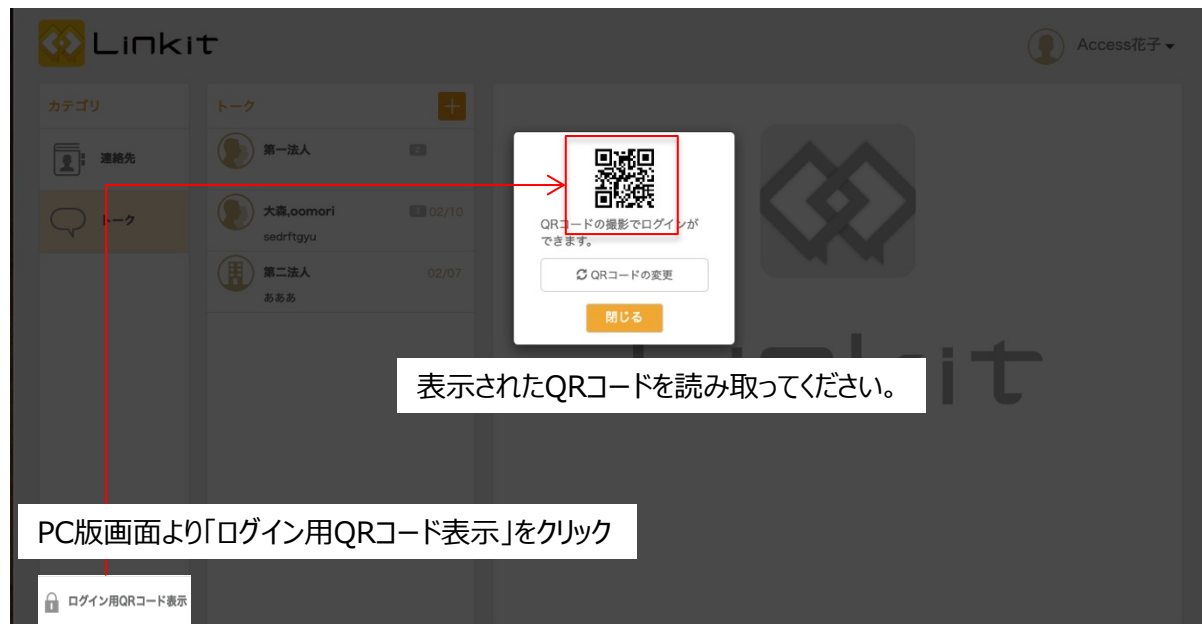 Linkit
Access花子
カテゴリ
連絡先
トーク
トーク
第一法人
大森,oomori
02/10
sedrftgyu
第二法人
02/07
あああ
QRコードの撮影でログインが
できます。
QRコードの変更
閉じる
Linkit
表示されたQRコードを読み取ってください。
PC版画面より「ログイン用QRコード表示」をクリック
ログイン用QRコード表示